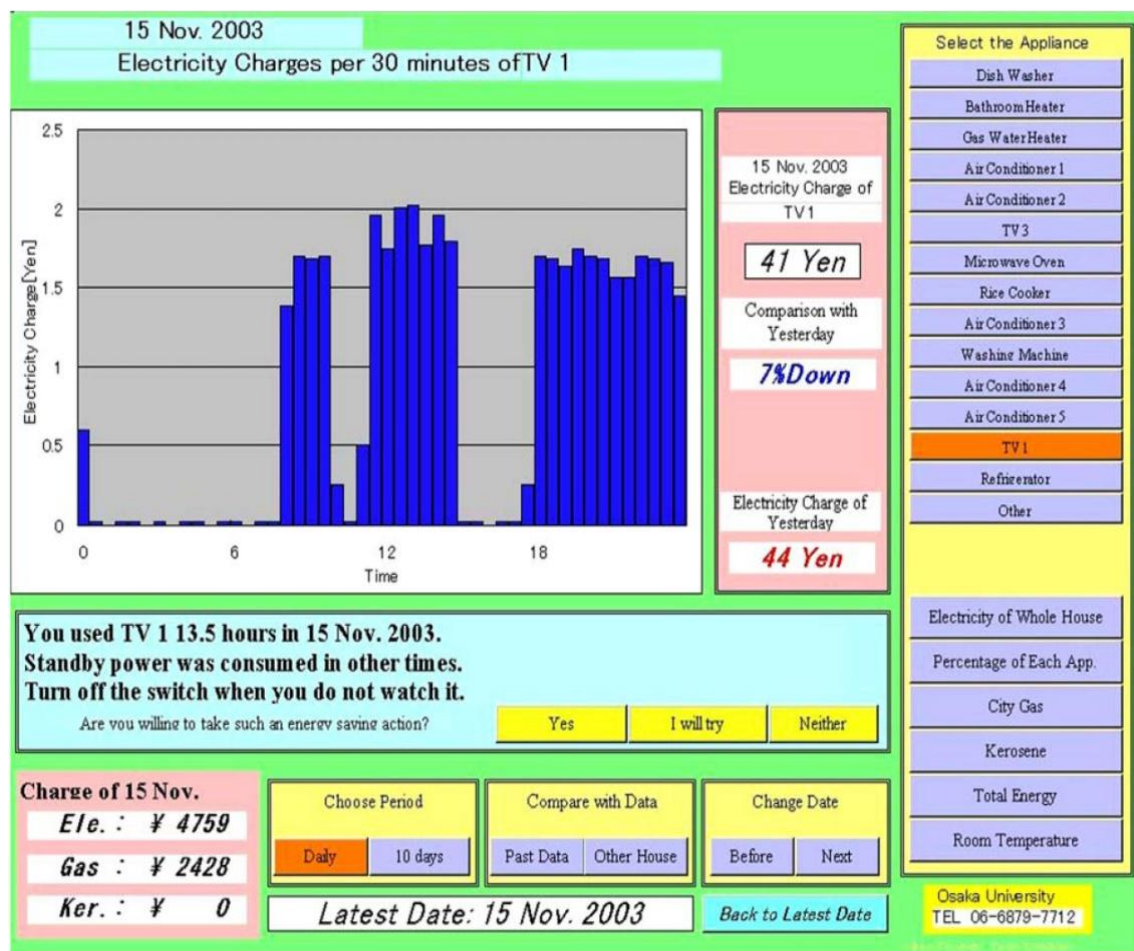 15 Nov. 2003
Electricity Charges per 30 minutes of TV 1
2.5
2
1.5
1
0.5
0
Electricity Charge[Yen]
0 6 12 18
Time
15 Nov. 2003
Electricity Charge of
TV1
41 Yen
Comparison with
Yesterday
7%Down
Electricity Charge of
Yesterday
44 Yen
Select the Appliance
Dish Washer
Bathroom Heater
Gas Water Heater
Air Conditioner 1
Air Conditioner 2
TV 3
Microwave Oven
Rice Cooker
Air Conditioner 3
Washing Machine
Air Conditioner 4
Air Conditioner 5
TV 1
Refrigerator
Other
Electricity of Whole House
Percentage of Each App.
City Gas
Kerosene
Total Energy
Room Temperature
You used TV 1 13.5 hours in 15 Nov. 2003.
Standby power was consumed in other times.
Turn off the switch when you do not watch it.
Are you willing to take such an energy saving action?
Yes
I will try
Neither
Charge of 15 Nov.
Ele. : ¥ 4759
Gas : ¥ 2428
Ker. : ¥ 0
Choose Period
Daily
10 days
Compare with Data
Past Data
Other House
Change Date
Before
Next
Latest Date: 15 Nov. 2003
Back to Latest Date
Osaka University
TEL 06-6879-7712